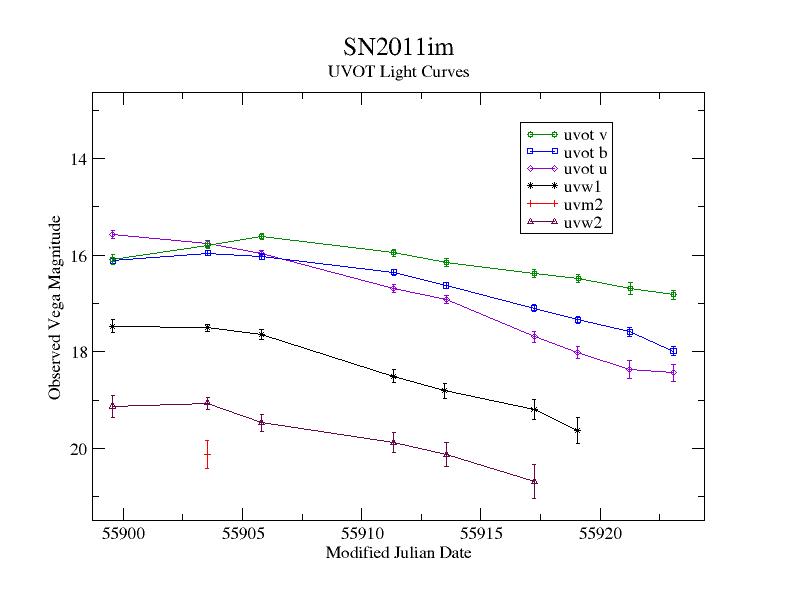 SN2011im
UVOT Light Curves
uvot v
uvot b
uvot u
uvw1
uvm2
uvw2
14
16
18
20
Observed Vega Magnitude
55900 55905 55910 55915 55920
Modified Julian Date